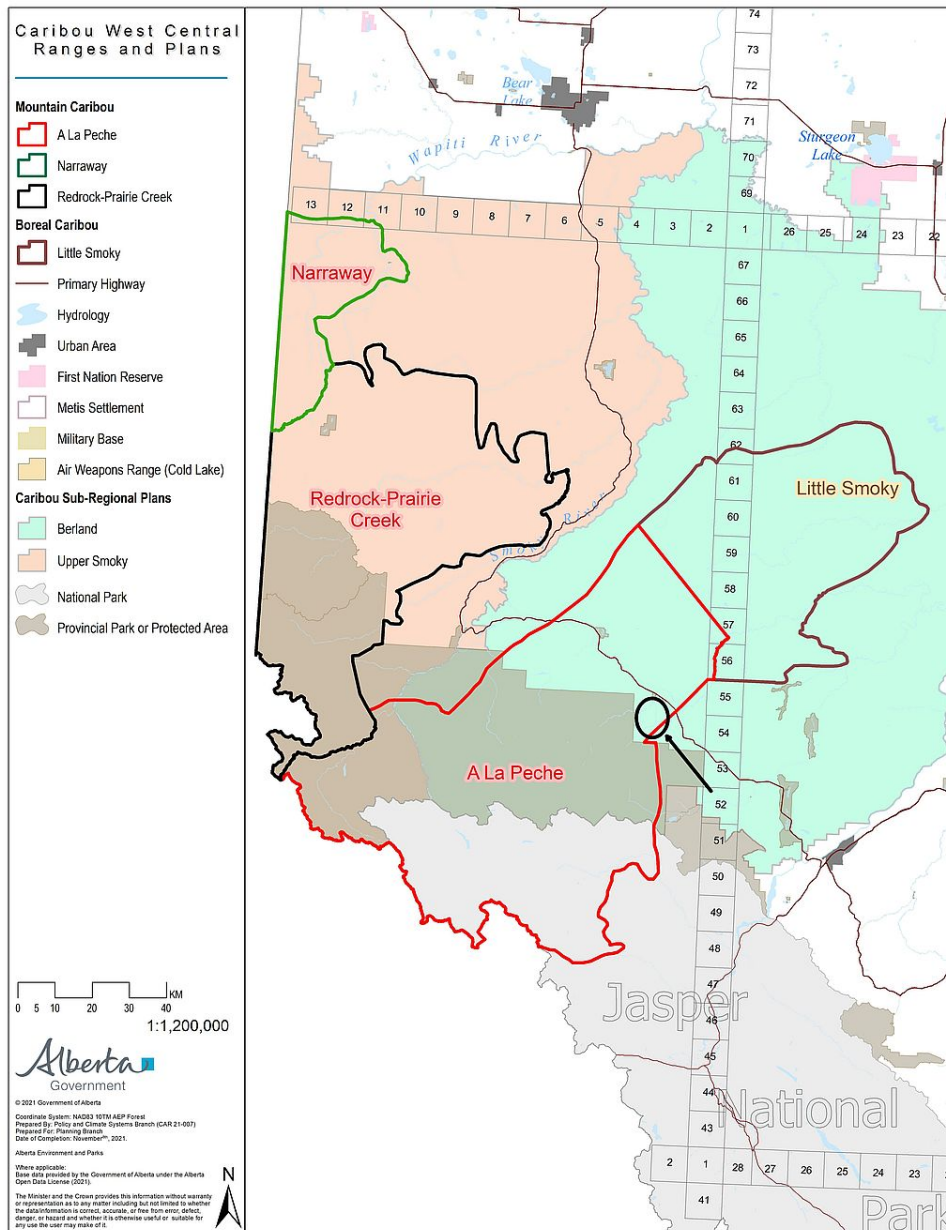 Caribou West Central
Ranges and Plans
Mountain Caribou
A La Peche
Narraway
Redrock-Prairie Creek
Boreal Caribou
Little Smoky
Primary Highway
Hydrology
Urban Area
First Nation Reserve
Metis Settlement
Military Base
Air Weapons Range (Cold Lake)
Caribou Sub-Regional Plans
Berland
Upper Smoky
National Park
Provincial Park or Protected Area
0 5 10 20 30 40
KM
1:1,200,000
Alberta
Government
© 2021 Government of Alberta
Coordinate System: NAD83 10TM AEP Forest
Prepared By: Policy and Climate Systems Branch (CAR 21-007)
Prepared For: Planning Branch
Date of Completion: November
Alberta Environment and Parks
Where applicable:
Base data provided by the Government of Alberta under the Alberta
Open Data License (2021).
The Minister and the Crown provides this information without warranty
or representation as to any matter including but not limited to whether
the data/information is correct, accurate, or free from error, defect,
danger, or hazard and whether it is otherwise useful or suitable for
any use the user may make of it.
N
74
73
72
71
70
69
Bear
Lake
Wapiti River
Sturgeon
Lake
13 12 11 10 9 8 7 6 5 4 3 2 1 26 25 24 23 22
67
66
65
64
63
62
61
60
59
58
57
56
55
54
53
52
51
50
49
48
47
46
45
44
43
Narraway
Redrock-Prairie
Creek
Smoky River
Little Smoky
A La Peche
Jasper
National
Park
2 1 28 27 26 25 24 23
41